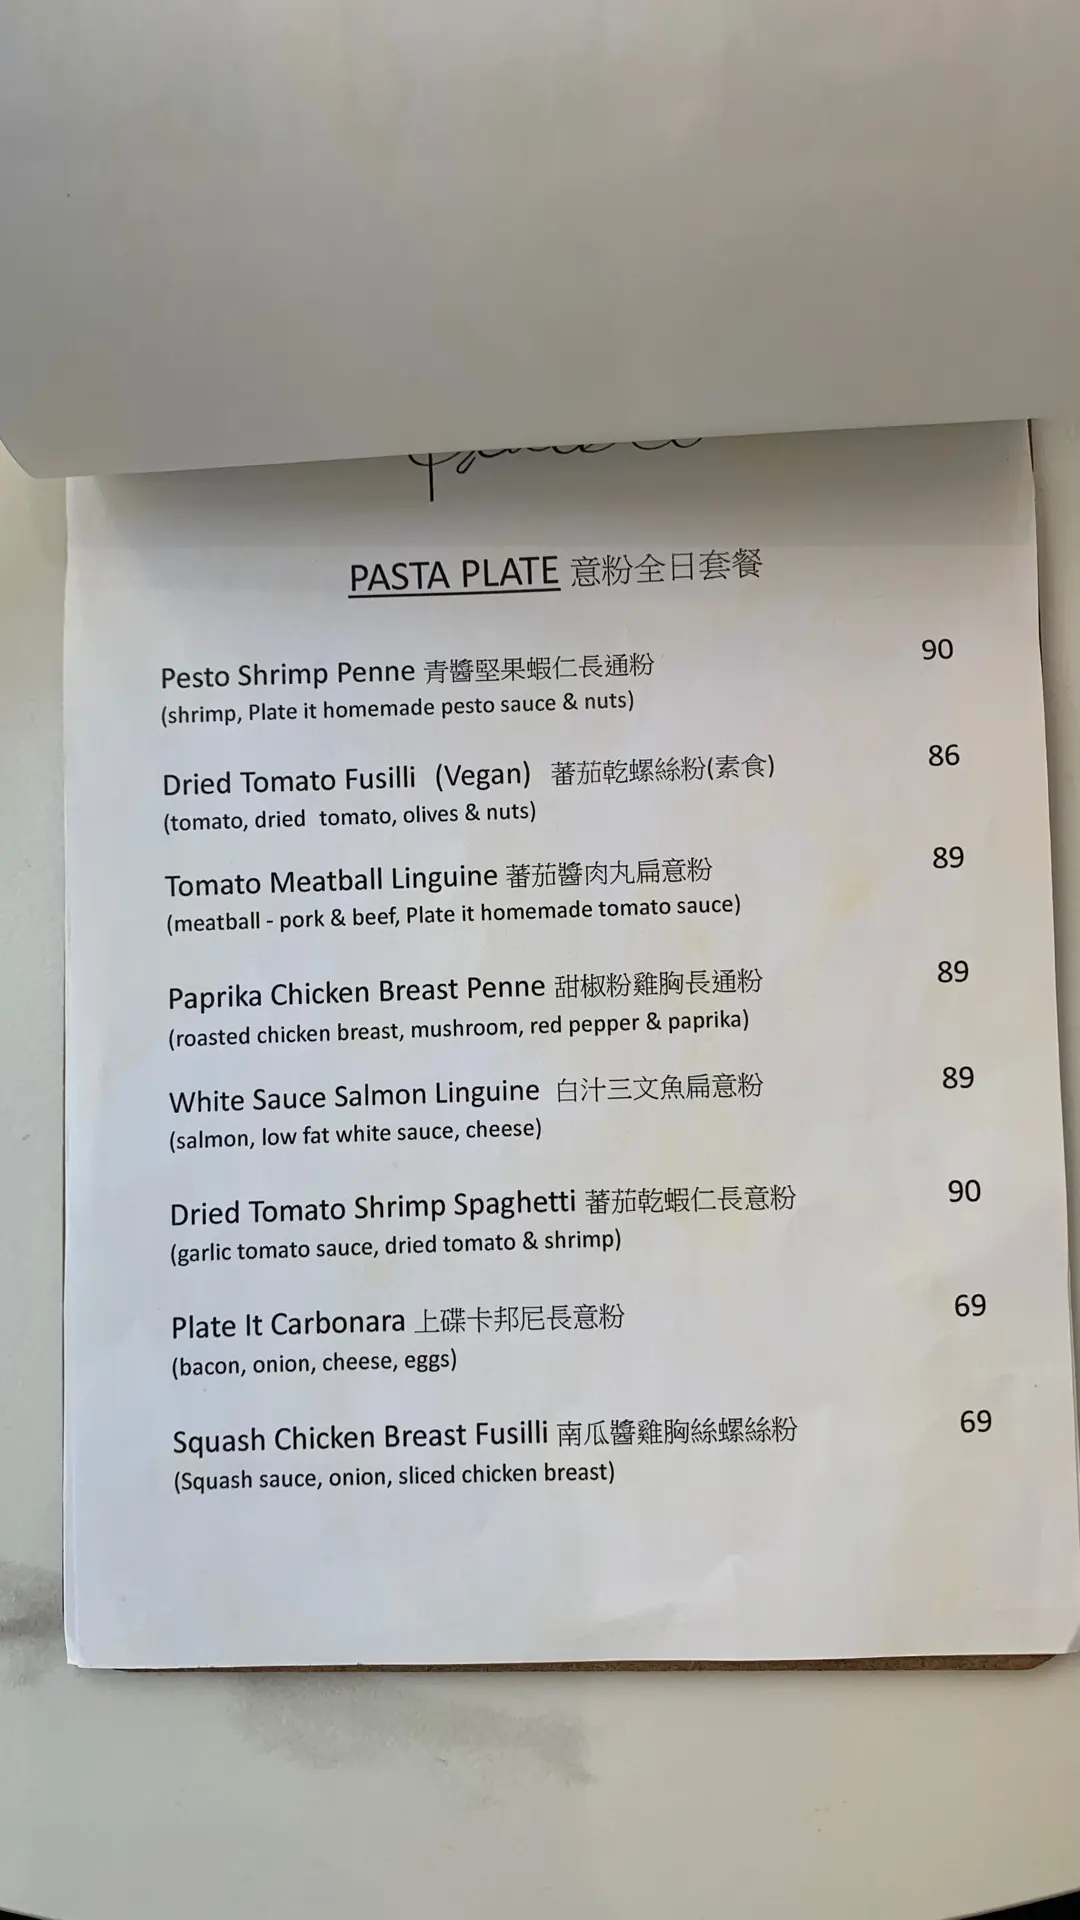 PASTA PLATE 意粉全日套餐
Pesto Shrimp Penne 青醬堅果蝦仁長通粉 90
(shrimp, Plate it homemade pesto sauce & nuts)
Dried Tomato Fusilli (Vegan) 蕃茄乾螺絲粉(素食) 86
(tomato, dried tomato, olives & nuts)
Tomato Meatball Linguine 蕃茄醬肉丸扁意粉 89
(meatball - pork & beef, Plate it homemade tomato sauce)
Paprika Chicken Breast Penne 甜椒粉雞胸長通粉 89
(roasted chicken breast, mushroom, red pepper & paprika)
White Sauce Salmon Linguine 白汁三文魚扁意粉 89
(salmon, low fat white sauce, cheese)
Dried Tomato Shrimp Spaghetti 蕃茄乾蝦仁長意粉 90
(garlic tomato sauce, dried tomato & shrimp)
Plate It Carbonara 上碟卡邦尼長意粉 69
(bacon, onion, cheese, eggs)
Squash Chicken Breast Fusilli 南瓜醬雞胸絲螺絲粉 69
(Squash sauce, onion, sliced chicken breast)